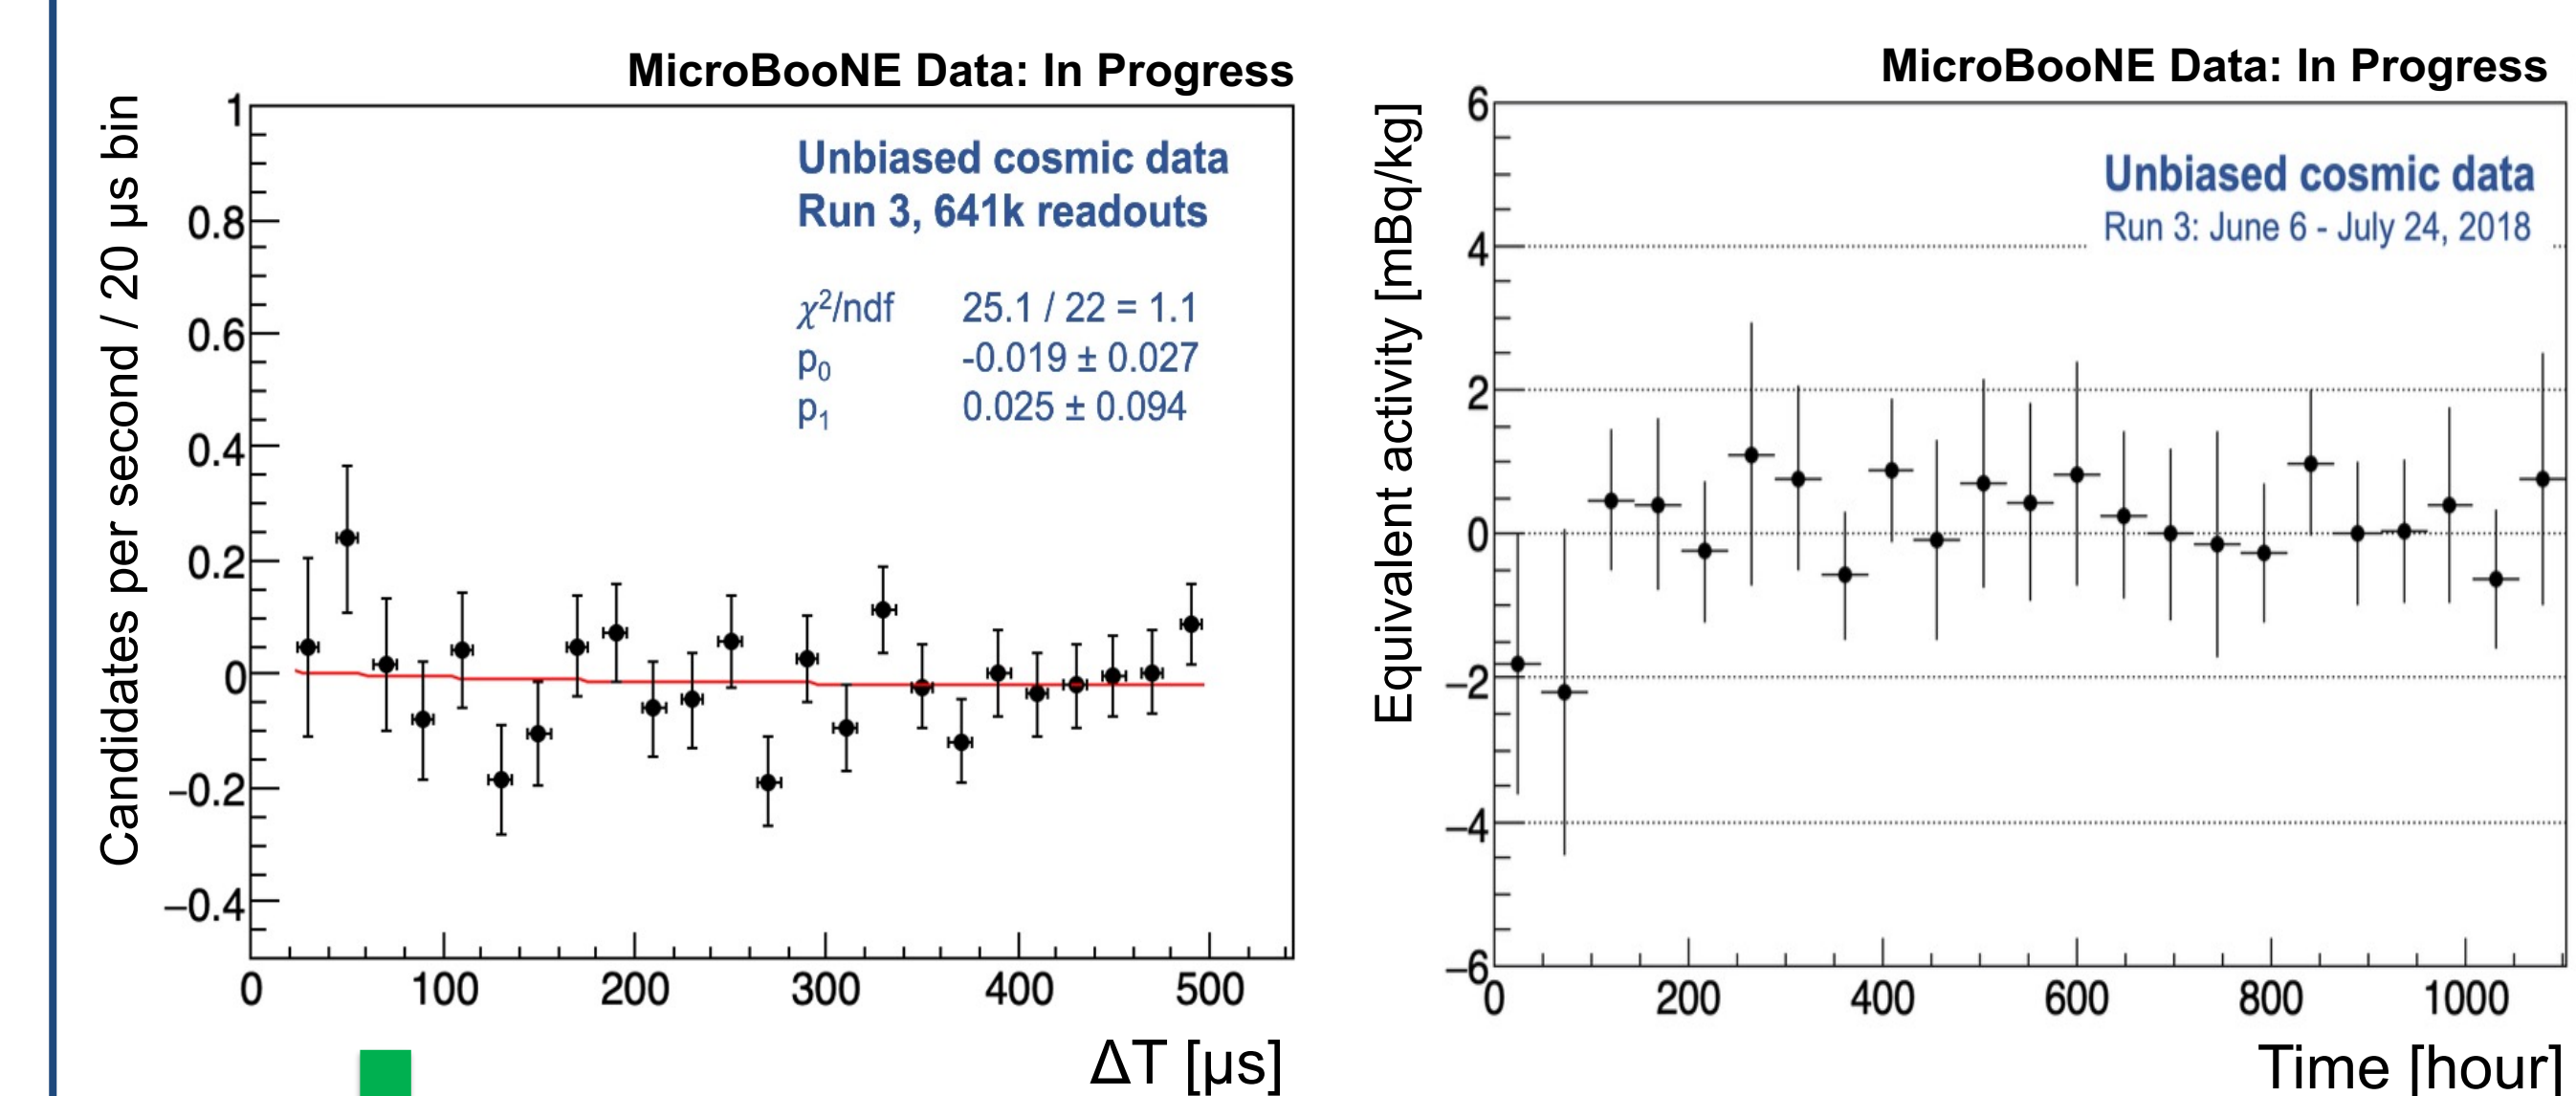 MicroBooNE Data: In Progress
Candidates per second / 20 μs bin
1
0.8
0.6
0.4
0.2
0
−0.2
−0.4
Unbiased cosmic data
Run 3, 641k readouts
χ²/ndf 25.1 / 22 = 1.1
p₀ -0.019 ± 0.027
p₁ 0.025 ± 0.094
0 100 200 300 400 500
ΔT [μs]
MicroBooNE Data: In Progress
Equivalent activity [mBq/kg]
6
4
2
0
−2
−4
−6
Unbiased cosmic data
Run 3: June 6 - July 24, 2018
0 200 400 600 800 1000
Time [hour]